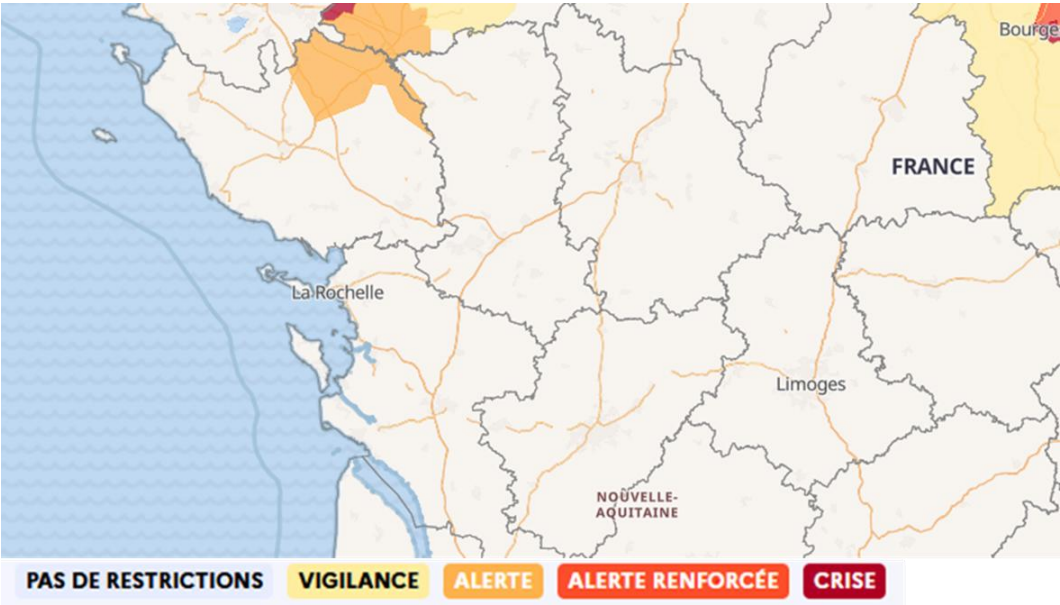 Bourge
FRANCE
La Rochelle
Limoges
NOUVELLE-
AQUITAINE
PAS DE RESTRICTIONS VIGILANCE ALERTE ALERTE RENFORCÉE CRISE